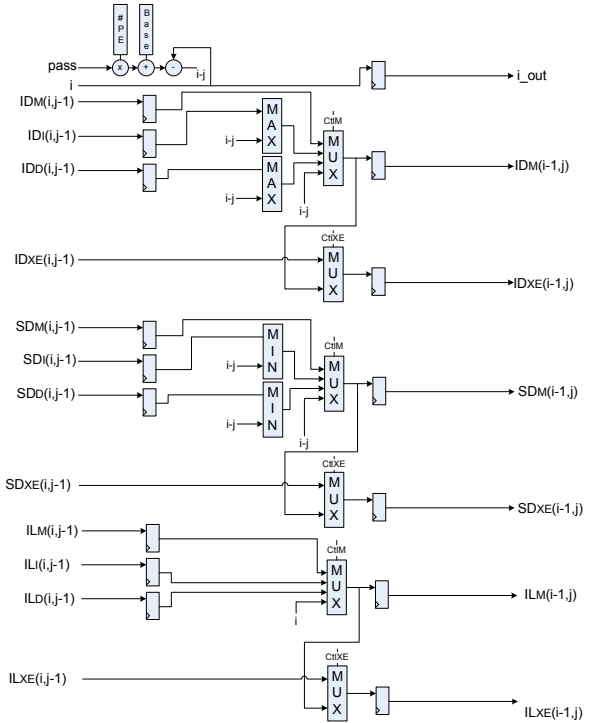 #PE
Base
pass
x
+
-
i-j
i
i_out
IDM(i,j-1)
CtlM
IDI(i,j-1)
MAX
i-j
MUX
IDM(i-1,j)
IDD(i,j-1)
MAX
i-j
i-j
CtlXE
IDXE(i,j-1)
MUX
IDXE(i-1,j)
SDM(i,j-1)
CtlM
SDI(i,j-1)
MIN
i-j
MUX
SDM(i-1,j)
SDD(i,j-1)
MIN
i-j
i-j
CtlXE
SDXE(i,j-1)
MUX
SDXE(i-1,j)
ILM(i,j-1)
CtlM
ILI(i,j-1)
MUX
ILM(i-1,j)
ILD(i,j-1)
i
CtlXE
ILXE(i,j-1)
MUX
ILXE(i-1,j)